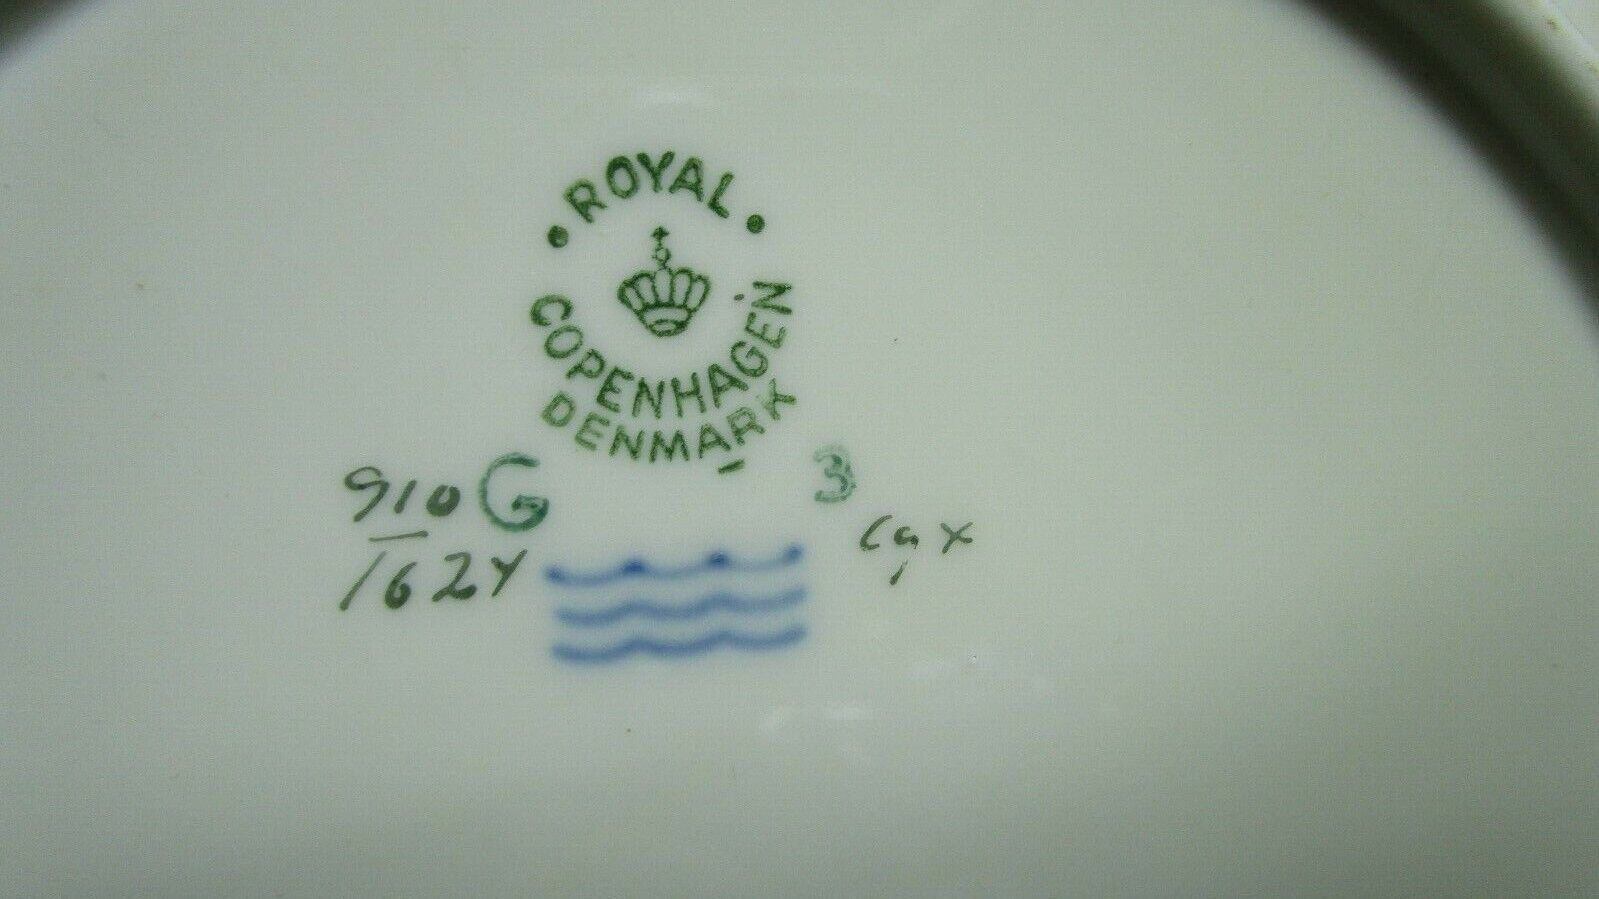 • ROYAL •
COPENHAGEN
DENMARK
910 G 3
1624